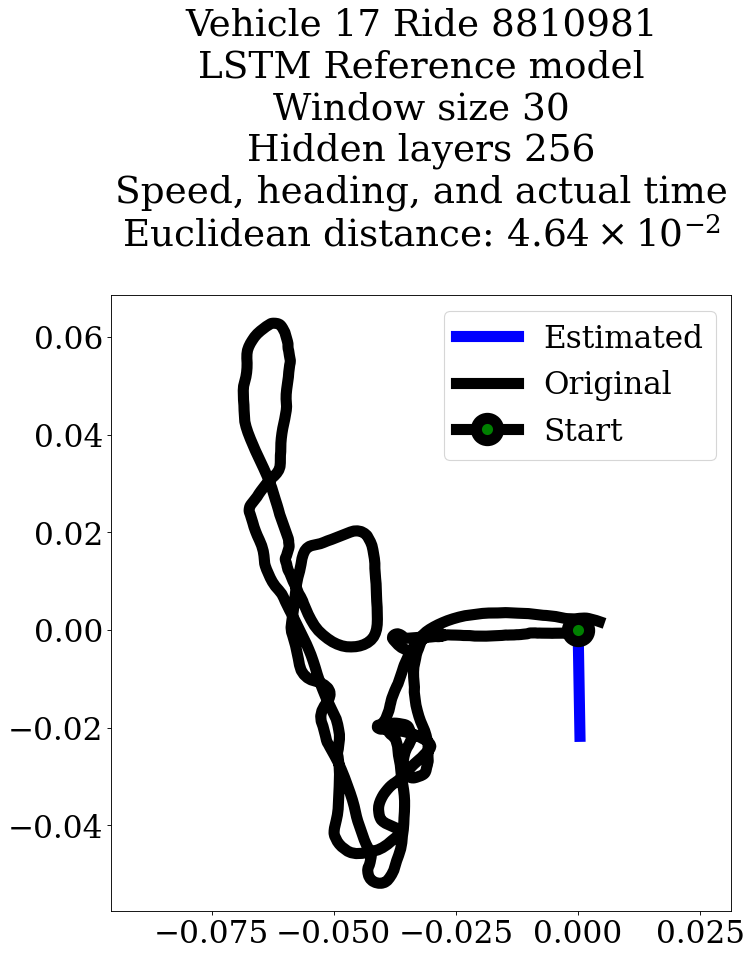 Vehicle 17 Ride 8810981
LSTM Reference model
Window size 30
Hidden layers 256
Speed, heading, and actual time
Euclidean distance: 4.64 × 10⁻²
Estimated
Original
Start
0.06
0.04
0.02
0.00
−0.02
−0.04
−0.075 −0.050 −0.025 0.000 0.025